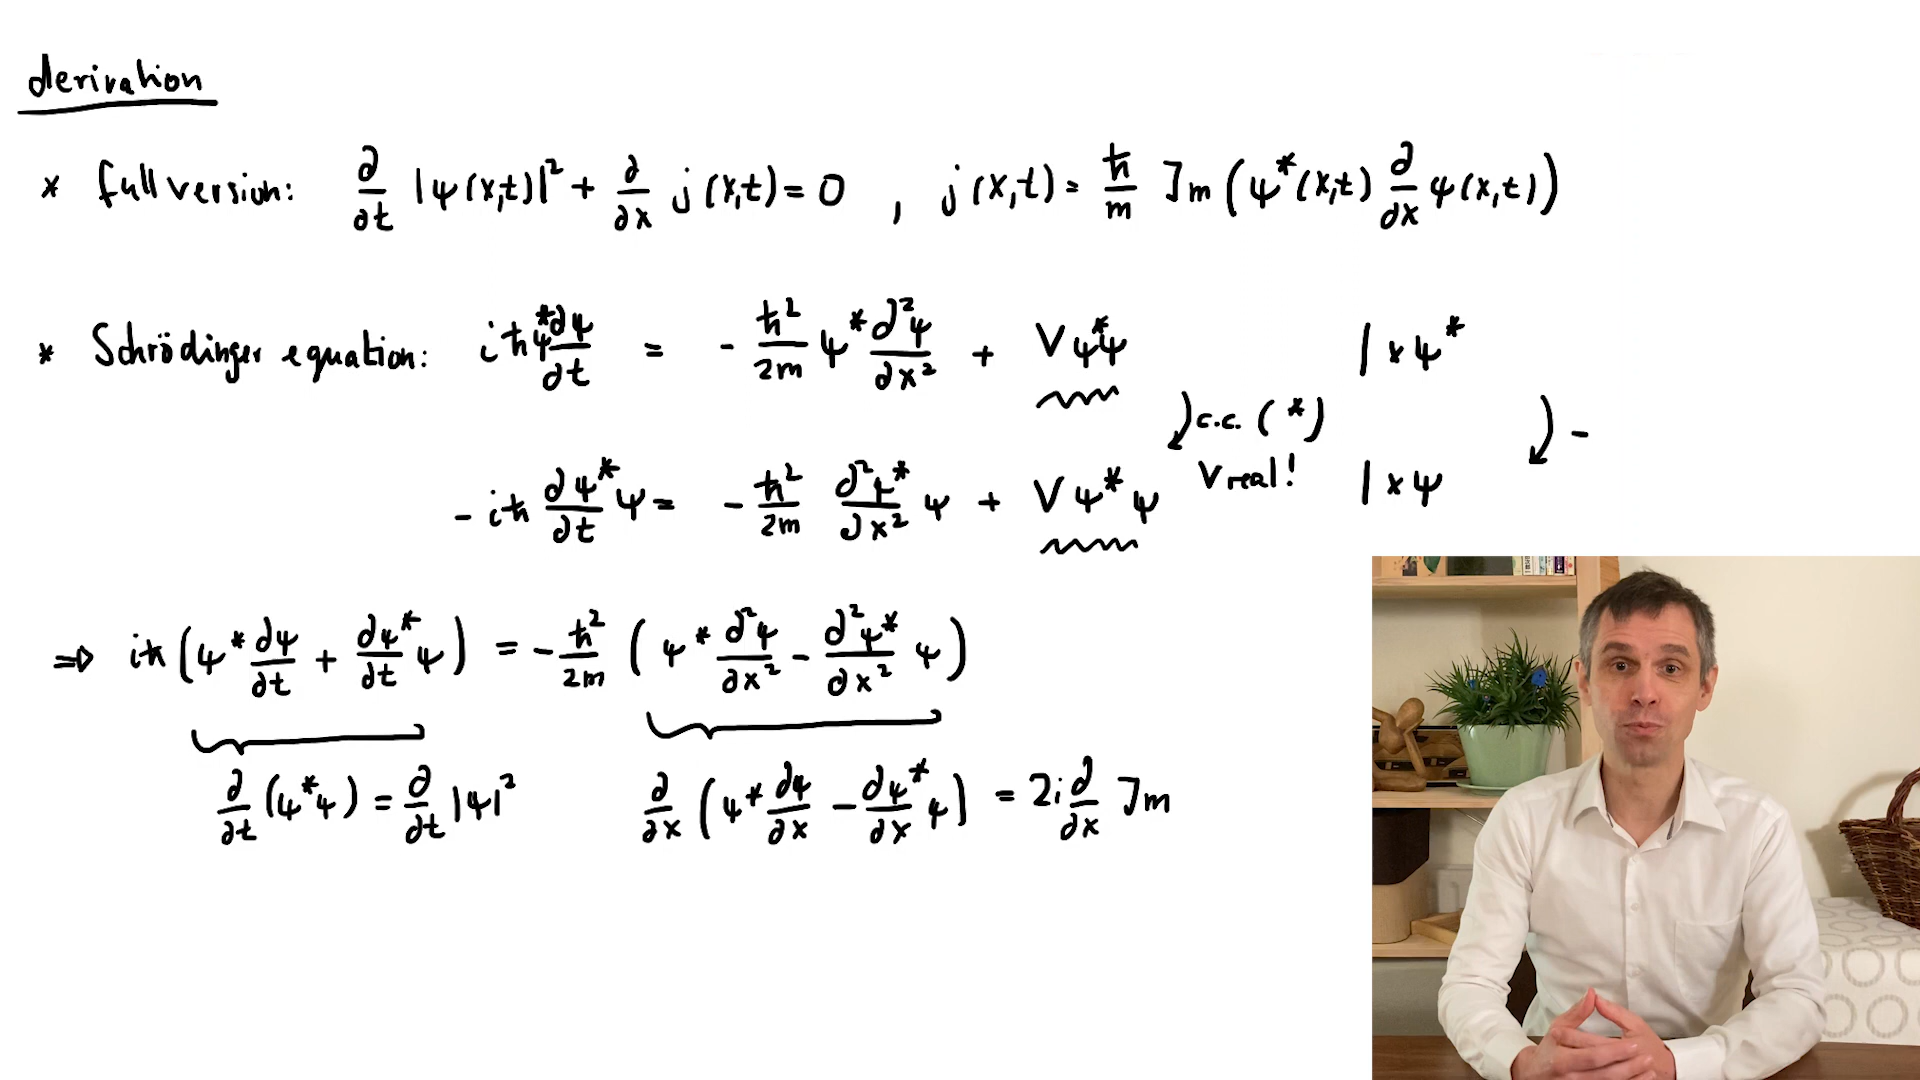 derivation
* full version: ∂/∂t |ψ(x,t)|² + ∂/∂x j(x,t) = 0 , j(x,t) = ħ/m Im(ψ*(x,t) ∂/∂x ψ(x,t))
* Schrödinger equation: iħψ* ∂ψ/∂t = - ħ²/2m ψ* ∂²ψ/∂x² + Vψ*ψ | × ψ*
c.c. (*) -
V real!
- iħ ∂ψ*/∂t ψ = - ħ²/2m ∂²ψ*/∂x² ψ + Vψ*ψ | × ψ
⇒ iħ (ψ* ∂ψ/∂t + ∂ψ*/∂t ψ) = - ħ²/2m (ψ* ∂²ψ/∂x² - ∂²ψ*/∂x² ψ)
∂/∂t (ψ*ψ) = ∂/∂t |ψ|² ∂/∂x (ψ* ∂ψ/∂x - ∂ψ*/∂x ψ) = 2i ∂/∂x Im